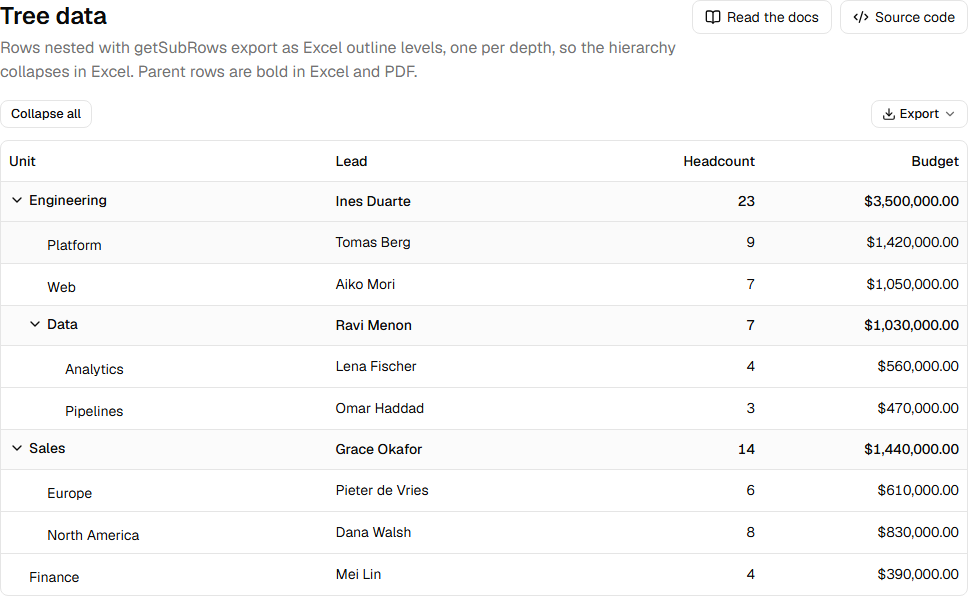 Tree data
Read the docs
</> Source code
Rows nested with getSubRows export as Excel outline levels, one per depth, so the hierarchy
collapses in Excel. Parent rows are bold in Excel and PDF.
Collapse all
Export
Unit Lead Headcount Budget
Engineering Ines Duarte 23 $3,500,000.00
Platform Tomas Berg 9 $1,420,000.00
Web Aiko Mori 7 $1,050,000.00
Data Ravi Menon 7 $1,030,000.00
Analytics Lena Fischer 4 $560,000.00
Pipelines Omar Haddad 3 $470,000.00
Sales Grace Okafor 14 $1,440,000.00
Europe Pieter de Vries 6 $610,000.00
North America Dana Walsh 8 $830,000.00
Finance Mei Lin 4 $390,000.00